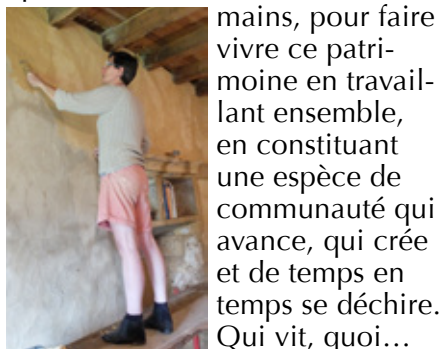 mains, pour faire
vivre ce patri-
moine en travail-
lant ensemble,
en constituant
une espèce de
communauté qui
avance, qui crée
et de temps en
temps se déchire.
Qui vit, quoi…